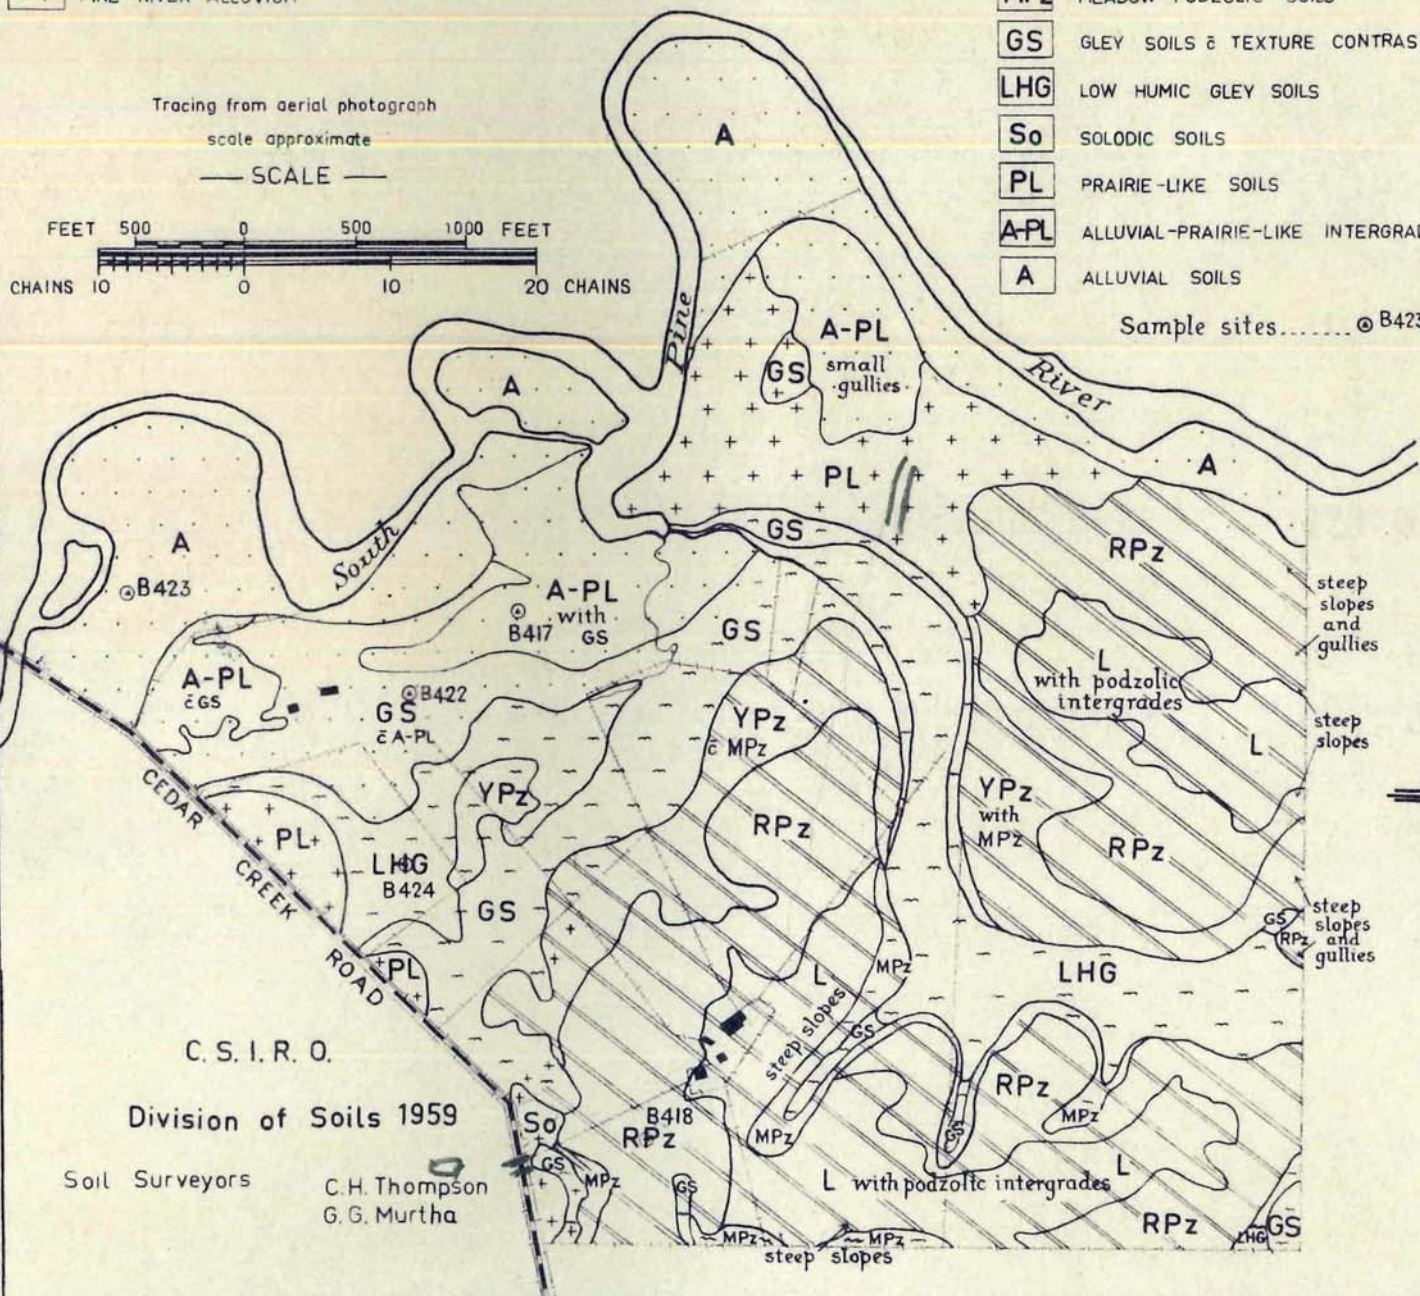 GS GLEY SOILS c̄ TEXTURE CONTRAS
LHG LOW HUMIC GLEY SOILS
So SOLODIC SOILS
PL PRAIRIE-LIKE SOILS
A-PL ALLUVIAL-PRAIRIE-LIKE INTERGRA
A ALLUVIAL SOILS
Sample sites....... B423
Tracing from aerial photograph
scale approximate
SCALE
FEET 500 0 500 1000 FEET
CHAINS 10 0 10 20 CHAINS
A
Pine
A-PL
small
gullies
GS
River
A
PL
A
GS
RPz
South
A
B423
A-PL
with
GS
B417
GS
steep
slopes
and
gullies
L
with podzolic
intergrades
A-PL
c̄ GS
B422
GS
c̄ A-PL
YPz
c̄ MPz
L
steep
slopes
CEDAR
CREEK
ROAD
YPz
PL
RPz
YPz
with
MPz
RPz
LHG
B424
GS
steep
slopes
and
gullies
GS
RPz
PL
L
MPz
LHG
steep slopes
GS
C.S.I.R.O.
Division of Soils 1959
Soil Surveyors
C.H. Thompson
G.G. Murtha
So
B418
RPz
RPz
MPz
MPz
GS
GS
MPz
GS
L with podzolic intergrades
L
RPz
LHG
GS
MPz
MPz
steep slopes